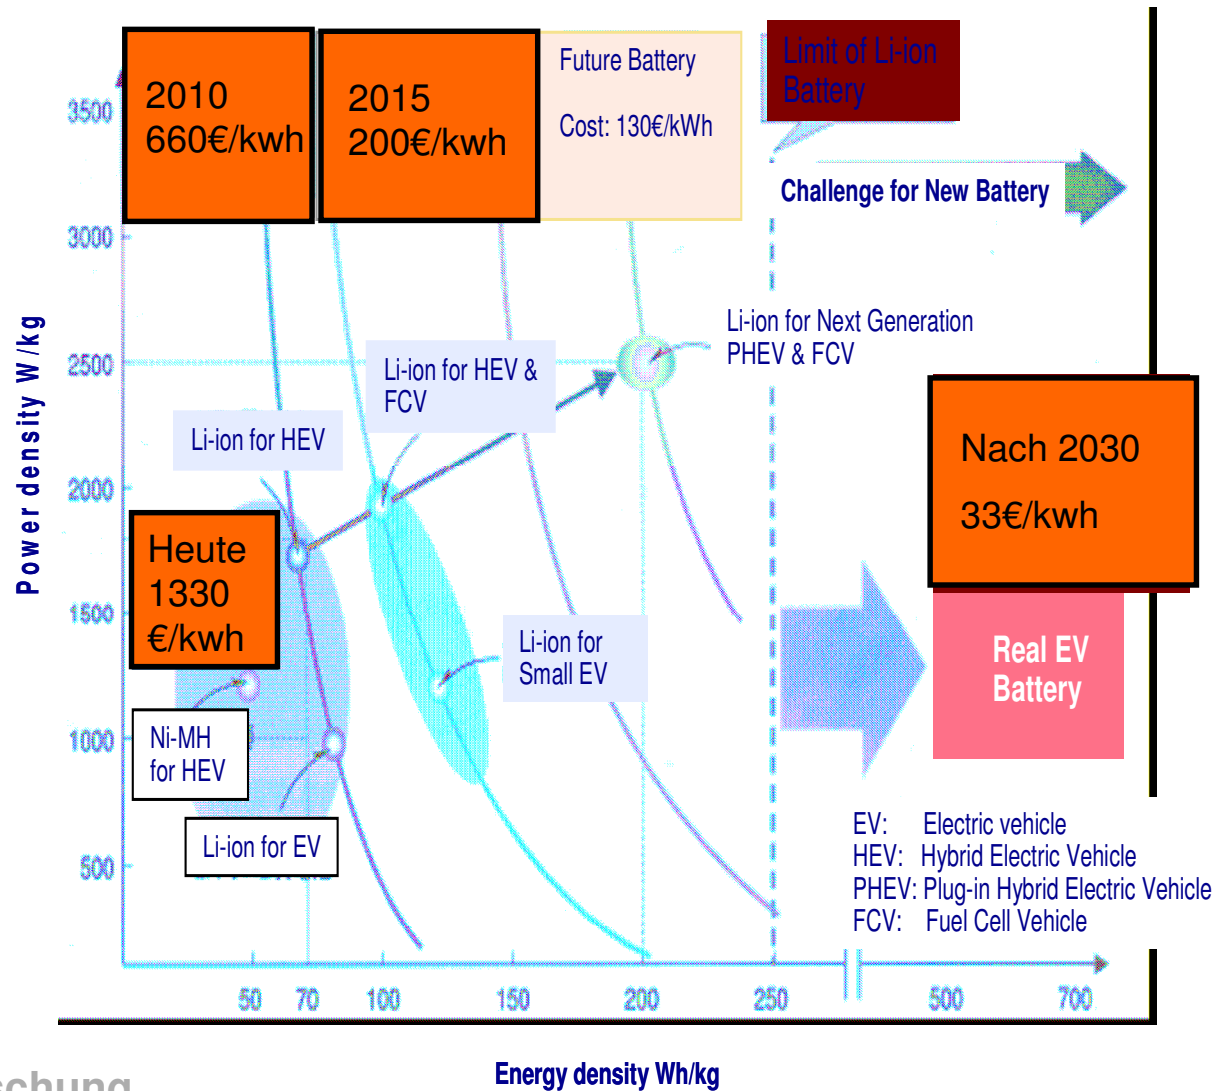 2010
660€/kwh
2015
200€/kwh
Future Battery
Cost: 130€/kWh
Limit of Li-ion
Battery
Challenge for New Battery
3500
3000
2500
2000
1500
1000
500
Power density W/kg
Li-ion for Next Generation
PHEV & FCV
Li-ion for HEV &
FCV
Li-ion for HEV
Nach 2030
33€/kwh
Heute
1330
€/kwh
Li-ion for
Small EV
Real EV
Battery
Ni-MH
for HEV
Li-ion for EV
EV: Electric vehicle
HEV: Hybrid Electric Vehicle
PHEV: Plug-in Hybrid Electric Vehicle
FCV: Fuel Cell Vehicle
50 70 100 150 200 250 500 700
Energy density Wh/kg
schung